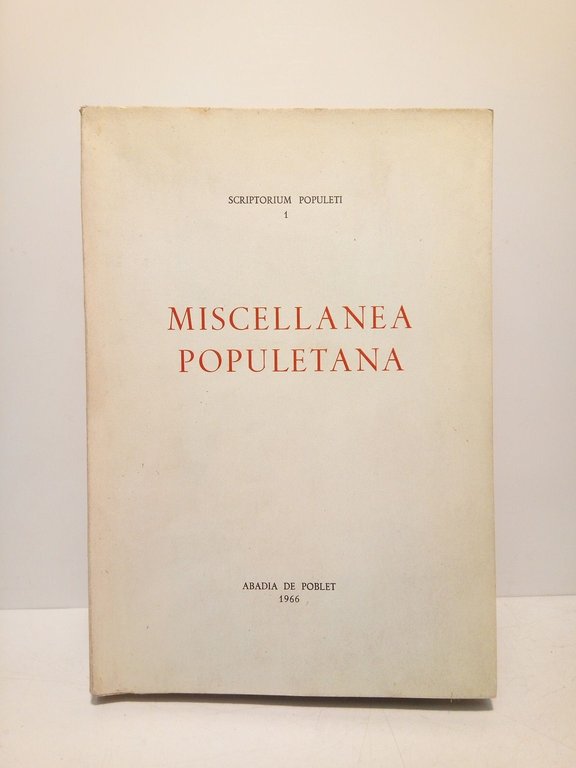 SCRIPTORIUM POPULETI
1
MISCELLANEA
POPULETANA
ABADIA DE POBLET
1966